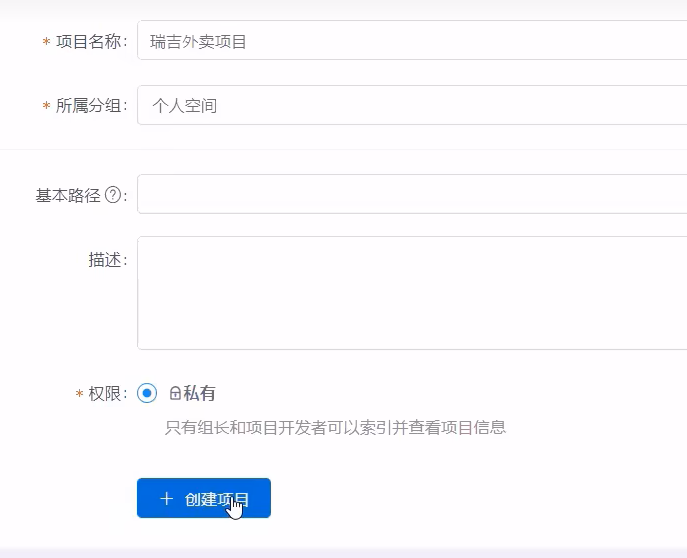 * 项目名称: 瑞吉外卖项目
* 所属分组: 个人空间
基本路径?:
描述:
* 权限: 私有
只有组长和项目开发者可以索引并查看项目信息
+ 创建项目